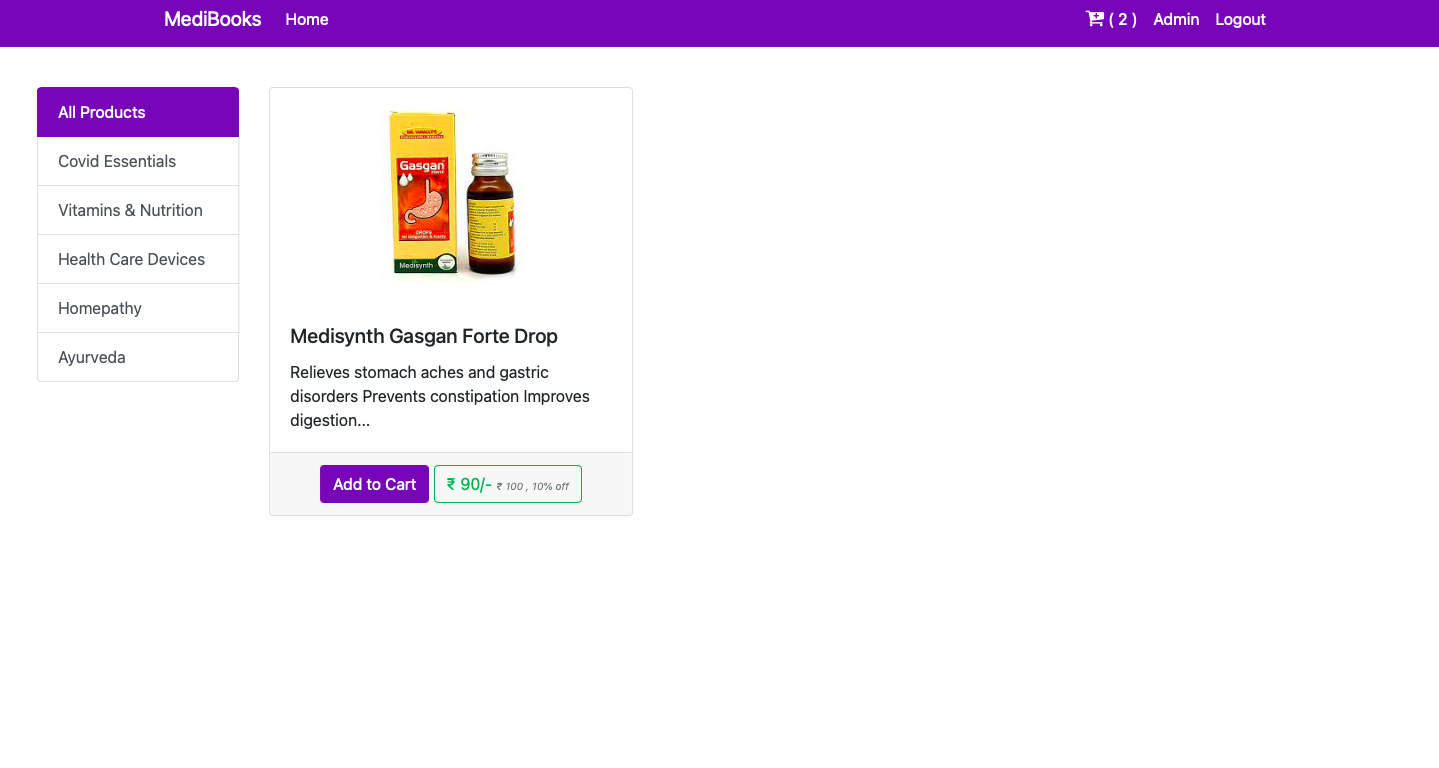 MediBooks Home ( 2 ) Admin Logout
All Products
Covid Essentials
Vitamins & Nutrition
Health Care Devices
Homepathy
Ayurveda
Gasgan
FORTE
DROPS
Medisynth
Medisynth Gasgan Forte Drop
Relieves stomach aches and gastric
disorders Prevents constipation Improves
digestion...
Add to Cart ₹ 90/- ₹ 100 , 10% off